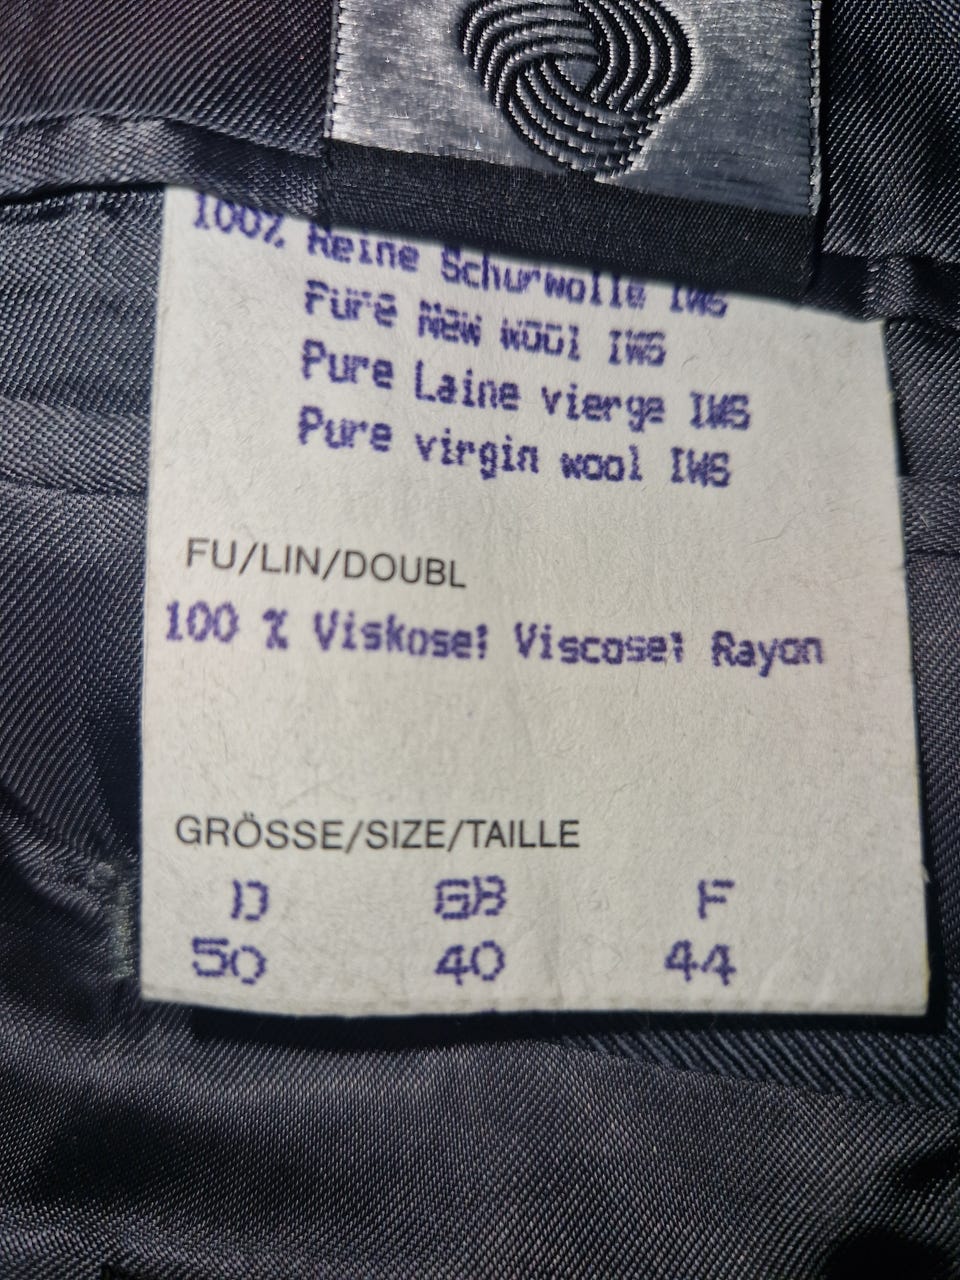 100% Reine Schurwolle IWS
Pure New wool IWS
Pure Laine vierge IWS
Pure virgin wool IWS
FU/LIN/DOUBL
100 % Viskose; Viscose; Rayon
GRÖSSE/SIZE/TAILLE
D GB F
50 40 44